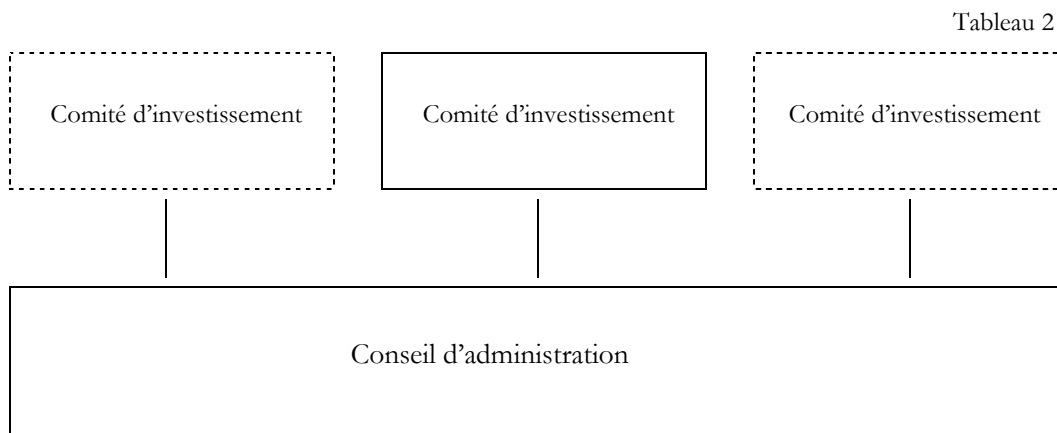 Tableau 2
Comité d’investissement
Comité d’investissement
Comité d’investissement
Conseil d’administration